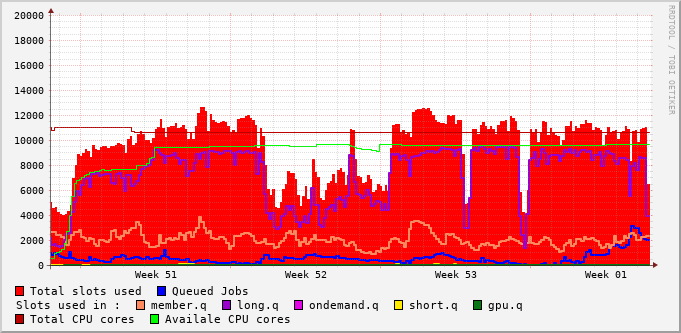 RRDTOOL / TOBI OETIKER
20000
18000
16000
14000
12000
10000
8000
6000
4000
2000
0
Week 51 Week 52 Week 53 Week 01
Total slots used Queued Jobs
Slots used in : member.q long.q ondemand.q short.q gpu.q
Total CPU cores Availale CPU cores